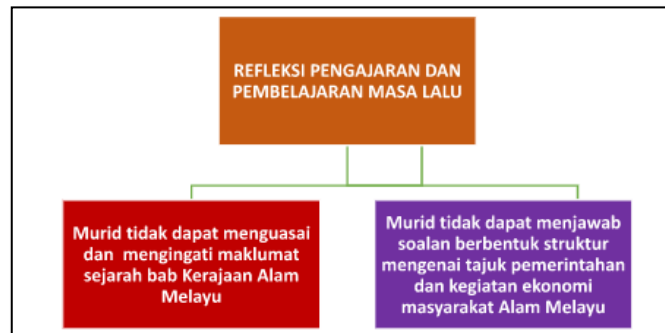 REFLEKSI PENGAJARAN DAN
PEMBELAJARAN MASA LALU
Murid tidak dapat menguasai
dan mengingati maklumat
sejarah bab Kerajaan Alam
Melayu
Murid tidak dapat menjawab
soalan berbentuk struktur
mengenai tajuk pemerintahan
dan kegiatan ekonomi
masyarakat Alam Melayu